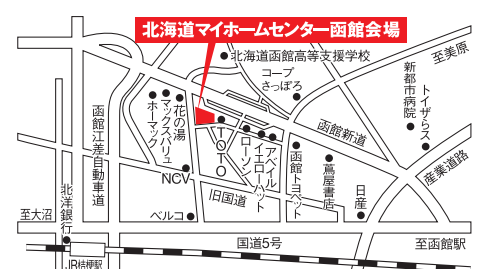 北海道マイホームセンター函館会場
北海道函館高等支援学校
至美原
コープ
さっぽろ
新都市病院
トイザらス
函館新道
産業道路
函館江差自動車道
ホーマック
マックスバリュ
花の湯
TOTO
ローソン
イエローハット
アベイル
函館トヨペット
蔦屋書店
日産
NCV
旧国道
ベルコ
北洋銀行
至大沼
国道5号
至函館駅
JR桔梗駅